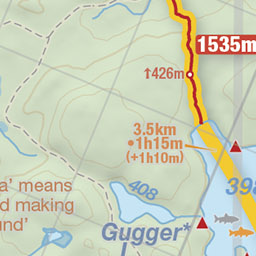 1535m
↑426m
3.5km
•1h15m
(+1h10m)
a' means
408
398
d making
und'
Gugger*